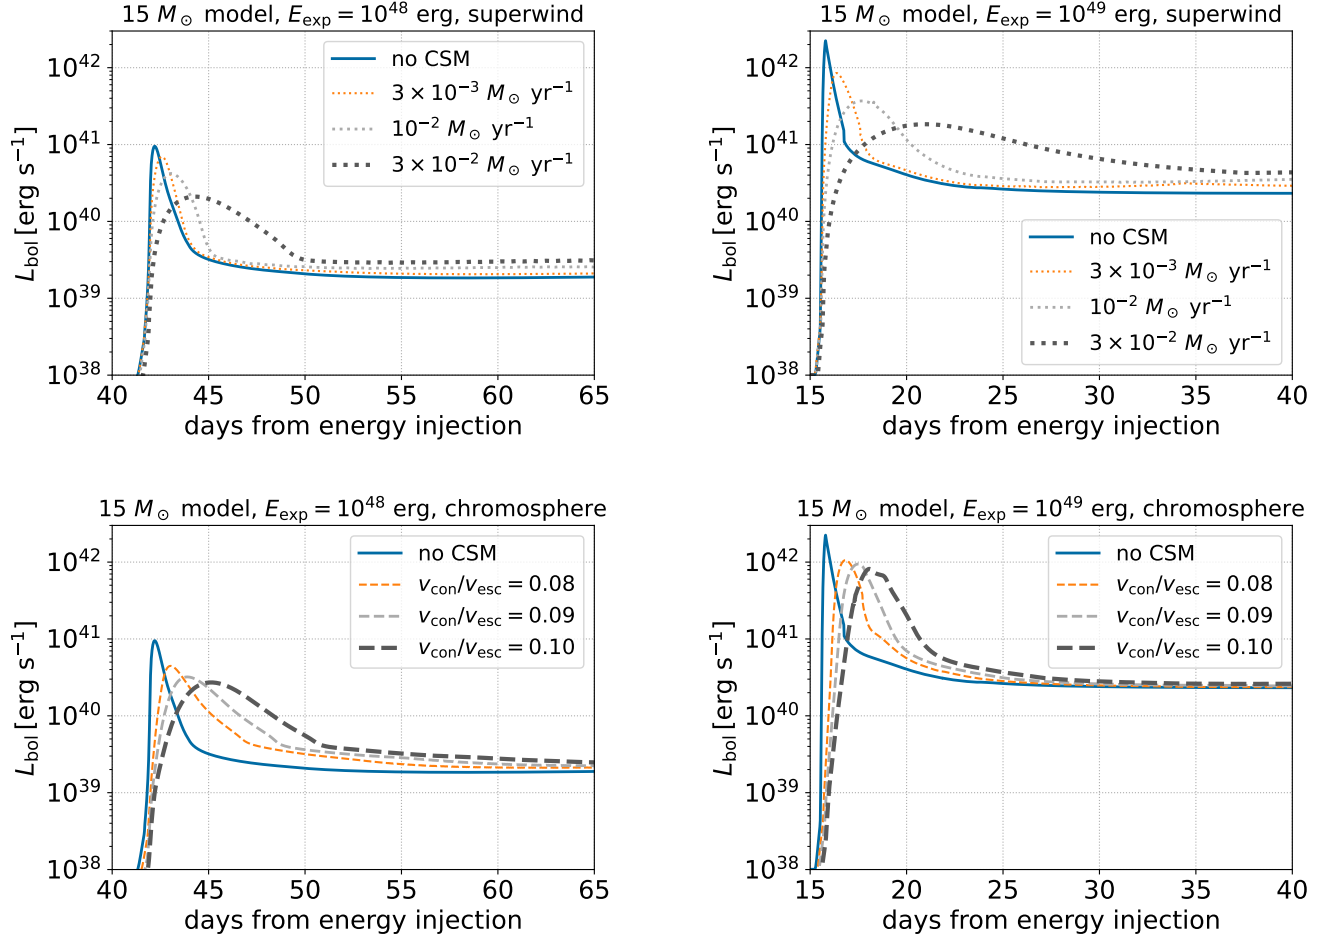 15 M⊙ model, E_exp = 10^48 erg, superwind
no CSM
3 × 10^−3 M⊙ yr^−1
10^−2 M⊙ yr^−1
3 × 10^−2 M⊙ yr^−1
10^42
10^41
10^40
10^39
10^38
L_bol [erg s^−1]
40 45 50 55 60 65
days from energy injection
15 M⊙ model, E_exp = 10^49 erg, superwind
no CSM
3 × 10^−3 M⊙ yr^−1
10^−2 M⊙ yr^−1
3 × 10^−2 M⊙ yr^−1
10^42
10^41
10^40
10^39
10^38
L_bol [erg s^−1]
15 20 25 30 35 40
days from energy injection
15 M⊙ model, E_exp = 10^48 erg, chromosphere
no CSM
v_con/v_esc = 0.08
v_con/v_esc = 0.09
v_con/v_esc = 0.10
10^42
10^41
10^40
10^39
10^38
L_bol [erg s^−1]
40 45 50 55 60 65
days from energy injection
15 M⊙ model, E_exp = 10^49 erg, chromosphere
no CSM
v_con/v_esc = 0.08
v_con/v_esc = 0.09
v_con/v_esc = 0.10
10^42
10^41
10^40
10^39
10^38
L_bol [erg s^−1]
15 20 25 30 35 40
days from energy injection